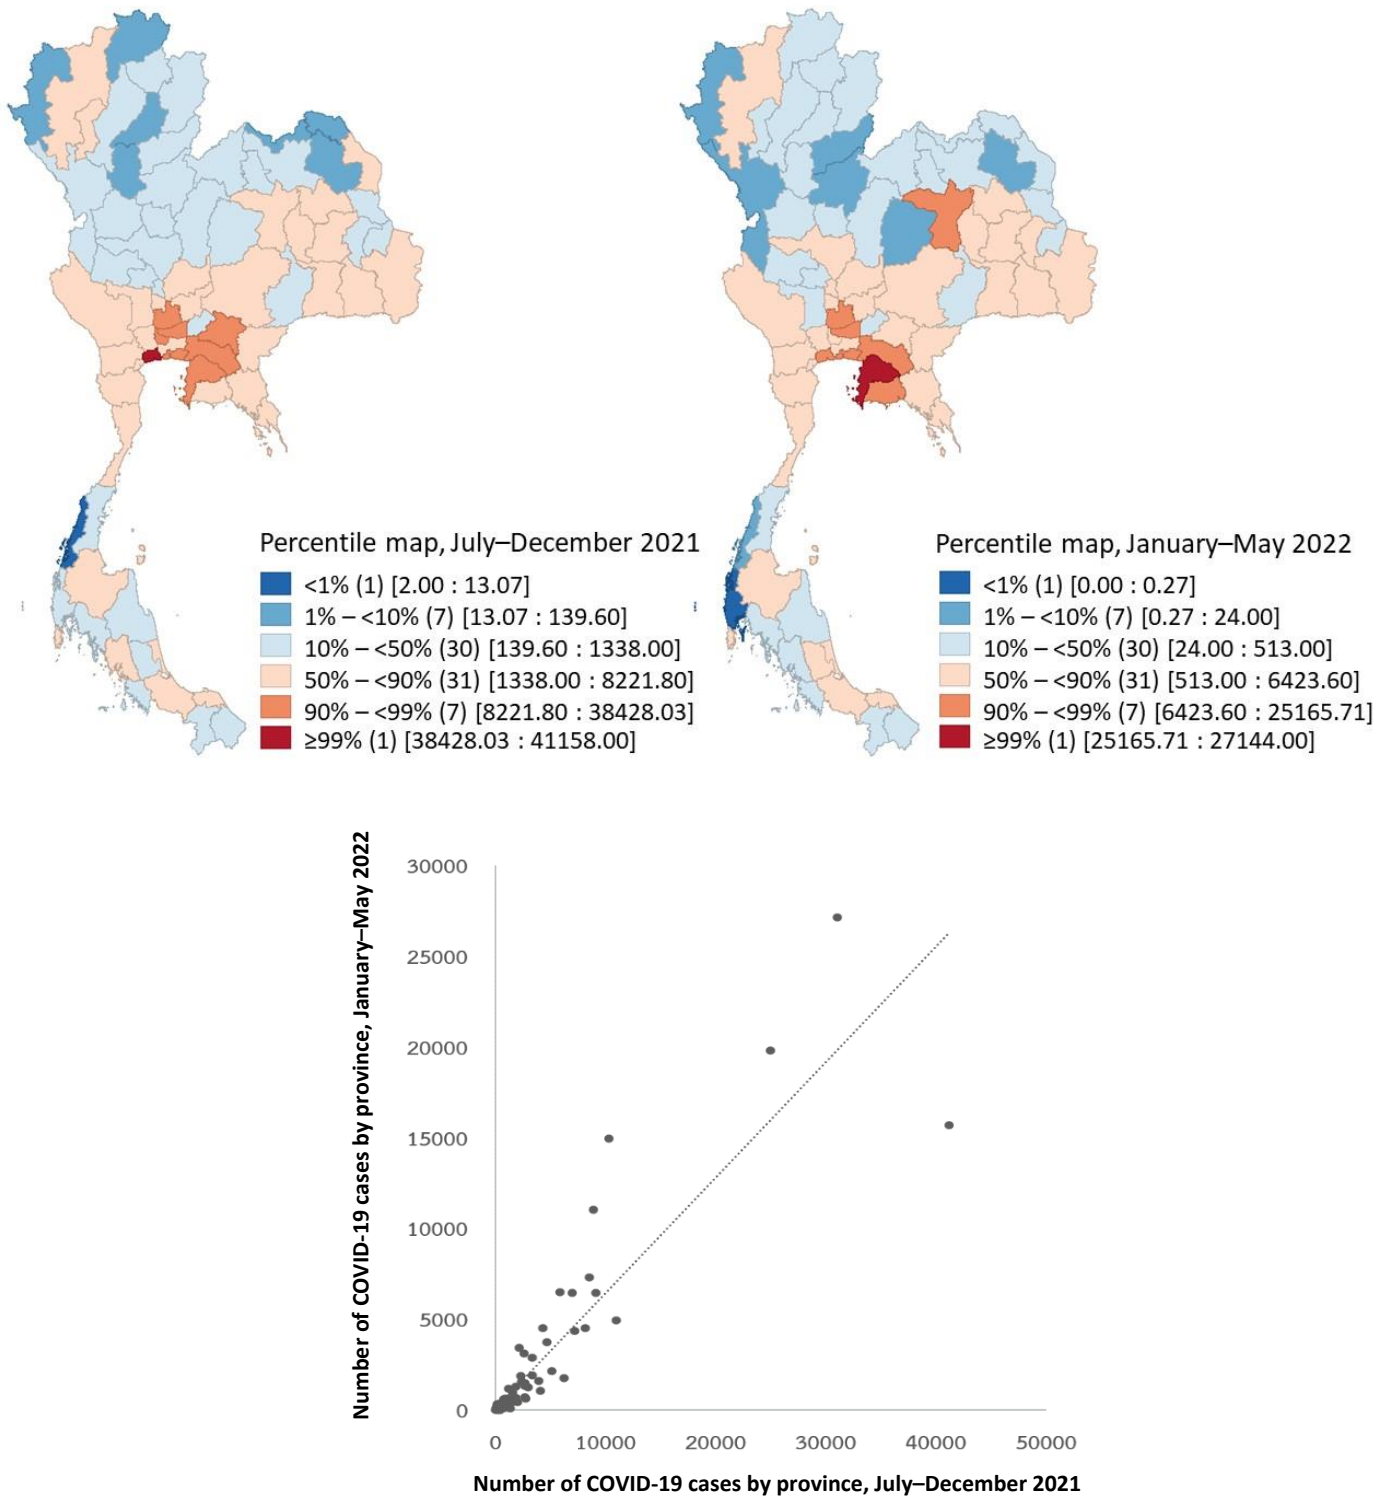 Percentile map, July–December 2021
<1% (1) [2.00 : 13.07]
1% – <10% (7) [13.07 : 139.60]
10% – <50% (30) [139.60 : 1338.00]
50% – <90% (31) [1338.00 : 8221.80]
90% – <99% (7) [8221.80 : 38428.03]
≥99% (1) [38428.03 : 41158.00]
Percentile map, January–May 2022
<1% (1) [0.00 : 0.27]
1% – <10% (7) [0.27 : 24.00]
10% – <50% (30) [24.00 : 513.00]
50% – <90% (31) [513.00 : 6423.60]
90% – <99% (7) [6423.60 : 25165.71]
≥99% (1) [25165.71 : 27144.00]
Number of COVID-19 cases by province, January–May 2022
30000
25000
20000
15000
10000
5000
0
0 10000 20000 30000 40000 50000
Number of COVID-19 cases by province, July–December 2021